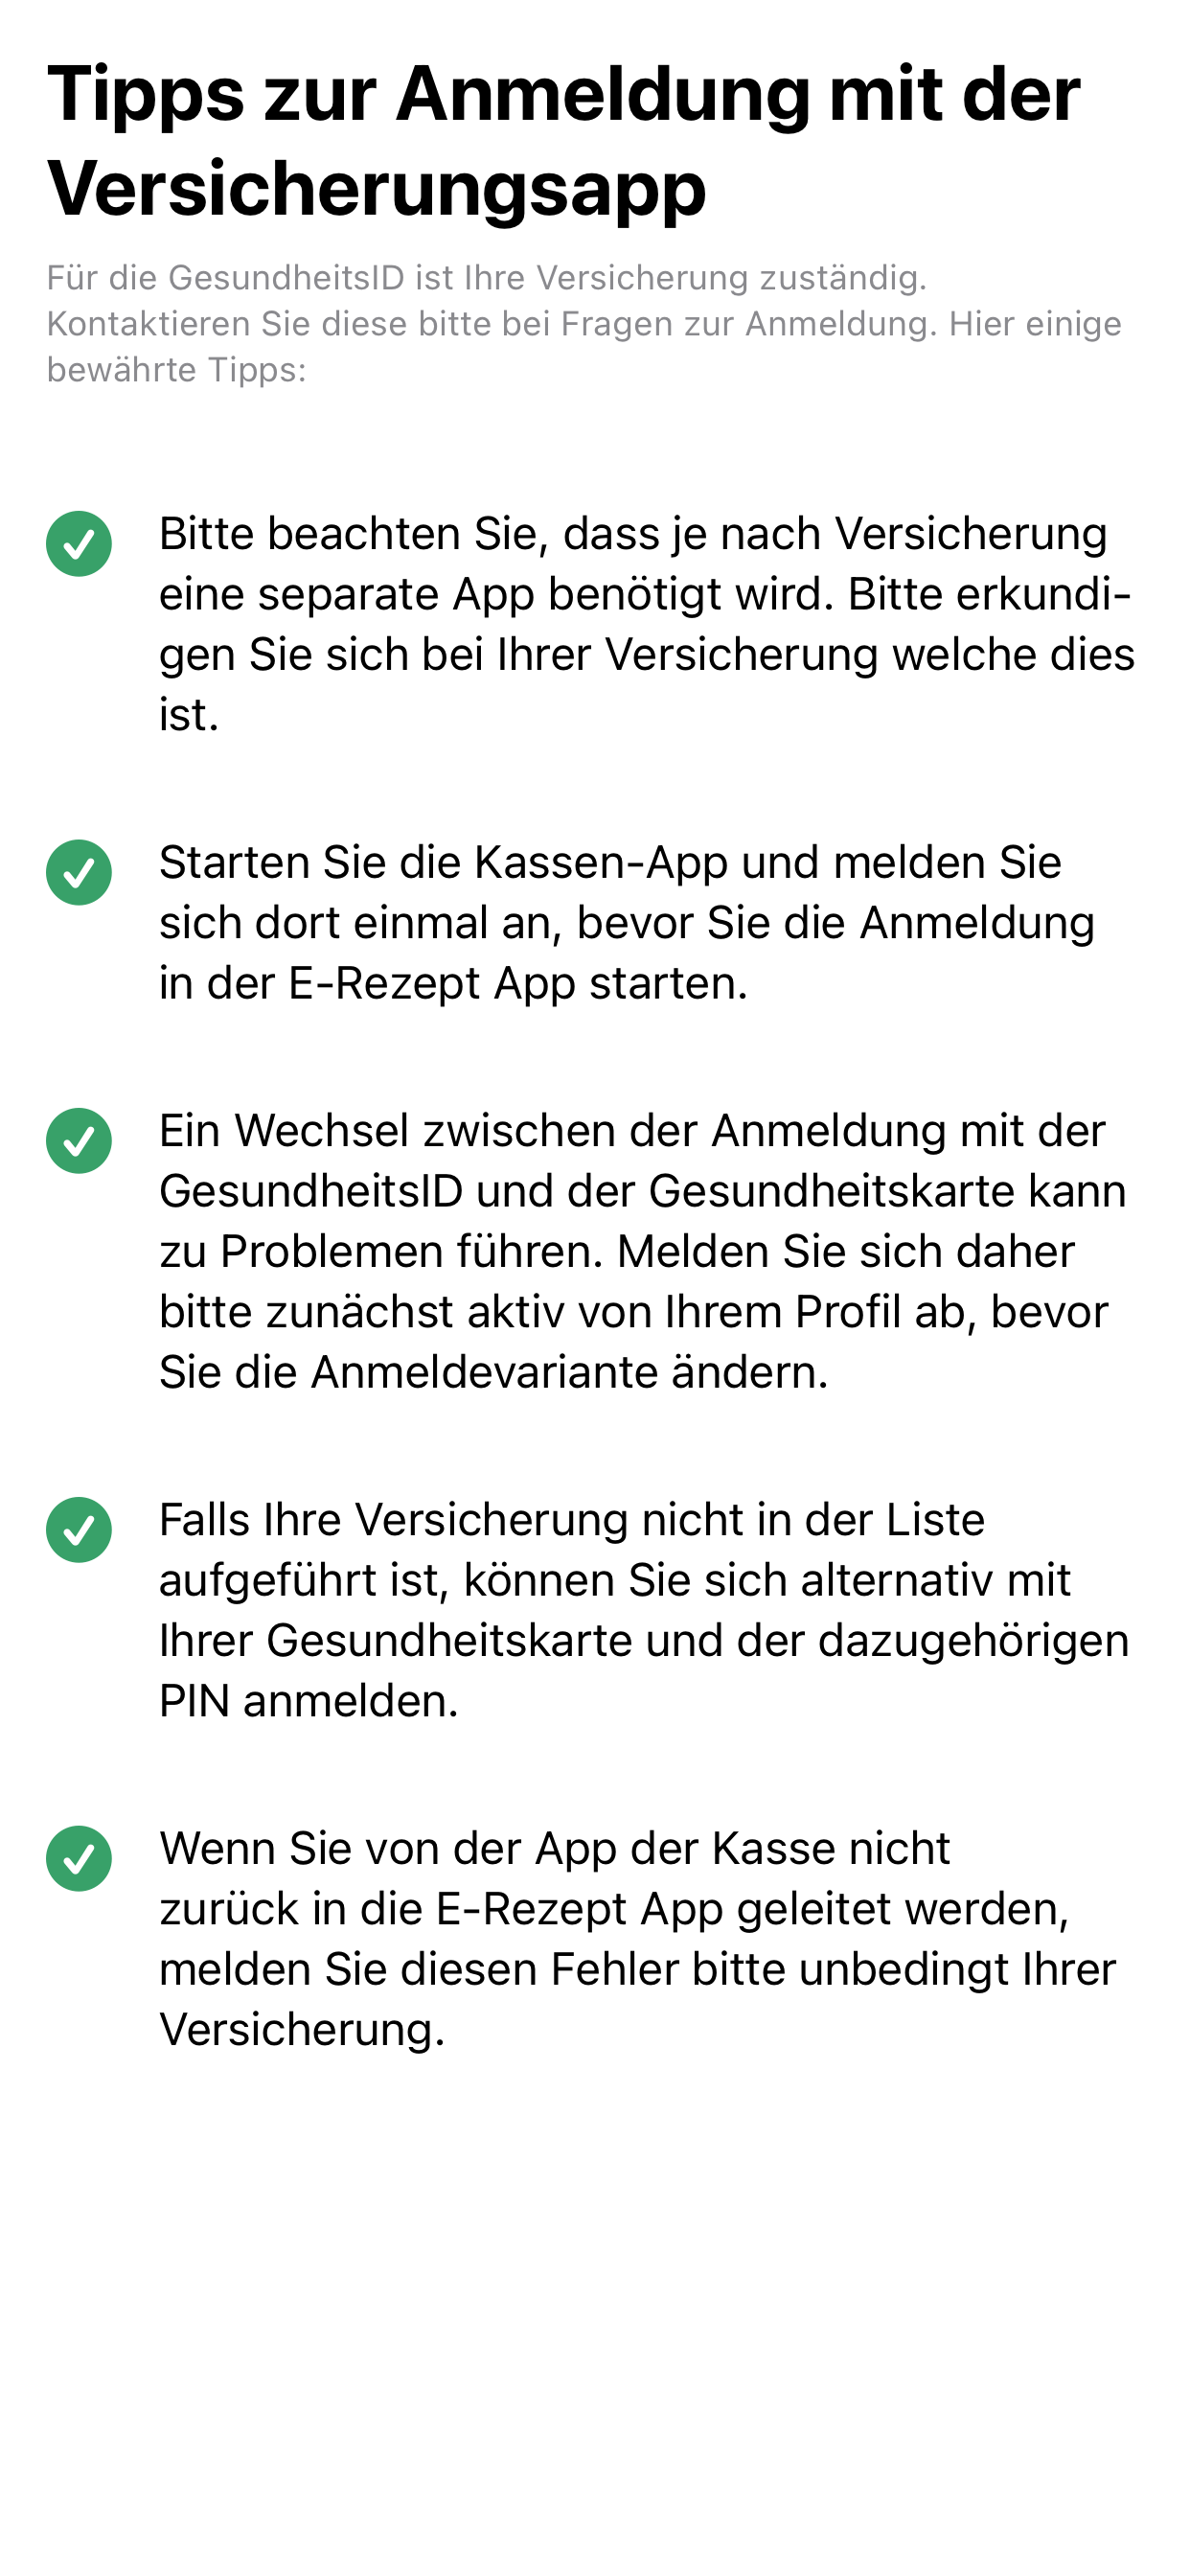 Tipps zur Anmeldung mit der
Versicherungsapp
Für die GesundheitsID ist Ihre Versicherung zuständig.
Kontaktieren Sie diese bitte bei Fragen zur Anmeldung. Hier einige
bewährte Tipps:
Bitte beachten Sie, dass je nach Versicherung
eine separate App benötigt wird. Bitte erkundi-
gen Sie sich bei Ihrer Versicherung welche dies
ist.
Starten Sie die Kassen-App und melden Sie
sich dort einmal an, bevor Sie die Anmeldung
in der E-Rezept App starten.
Ein Wechsel zwischen der Anmeldung mit der
GesundheitsID und der Gesundheitskarte kann
zu Problemen führen. Melden Sie sich daher
bitte zunächst aktiv von Ihrem Profil ab, bevor
Sie die Anmeldevariante ändern.
Falls Ihre Versicherung nicht in der Liste
aufgeführt ist, können Sie sich alternativ mit
Ihrer Gesundheitskarte und der dazugehörigen
PIN anmelden.
Wenn Sie von der App der Kasse nicht
zurück in die E-Rezept App geleitet werden,
melden Sie diesen Fehler bitte unbedingt Ihrer
Versicherung.